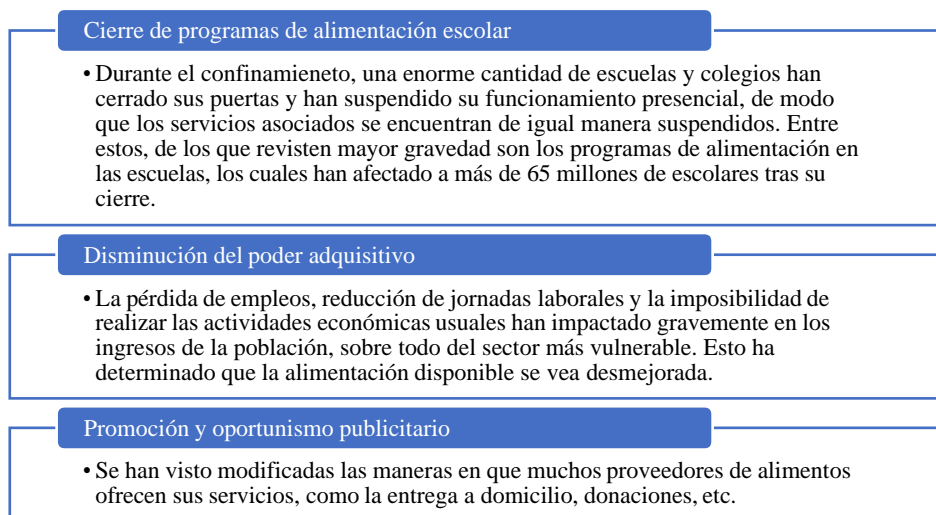 Cierre de programas de alimentación escolar
• Durante el confinamieneto, una enorme cantidad de escuelas y colegios han
cerrado sus puertas y han suspendido su funcionamiento presencial, de modo
que los servicios asociados se encuentran de igual manera suspendidos. Entre
estos, de los que revisten mayor gravedad son los programas de alimentación en
las escuelas, los cuales han afectado a más de 65 millones de escolares tras su
cierre.
Disminución del poder adquisitivo
• La pérdida de empleos, reducción de jornadas laborales y la imposibilidad de
realizar las actividades económicas usuales han impactado gravemente en los
ingresos de la población, sobre todo del sector más vulnerable. Esto ha
determinado que la alimentación disponible se vea desmejorada.
Promoción y oportunismo publicitario
• Se han visto modificadas las maneras en que muchos proveedores de alimentos
ofrecen sus servicios, como la entrega a domicilio, donaciones, etc.